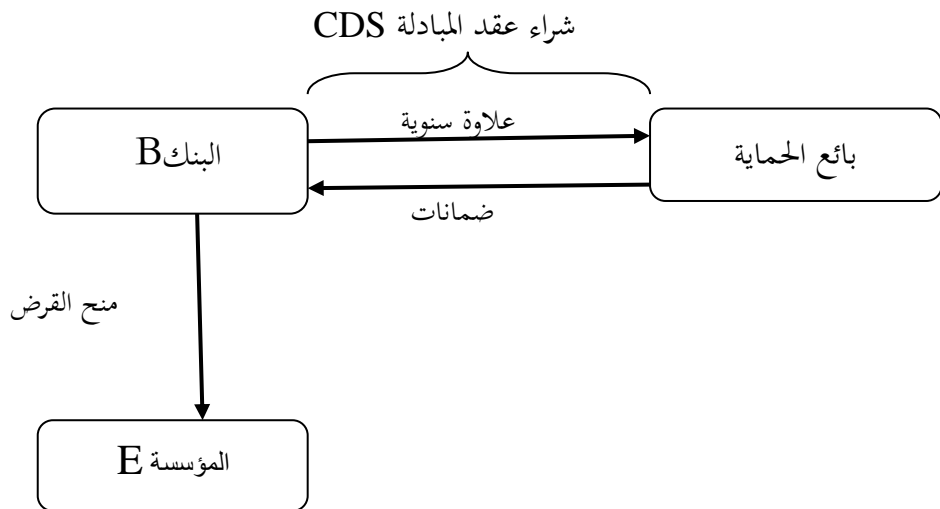 شراء عقد المبادلة CDS
علاوة سنوية
البنكB
بائع الحماية
ضمانات
منح القرض
المؤسسة E